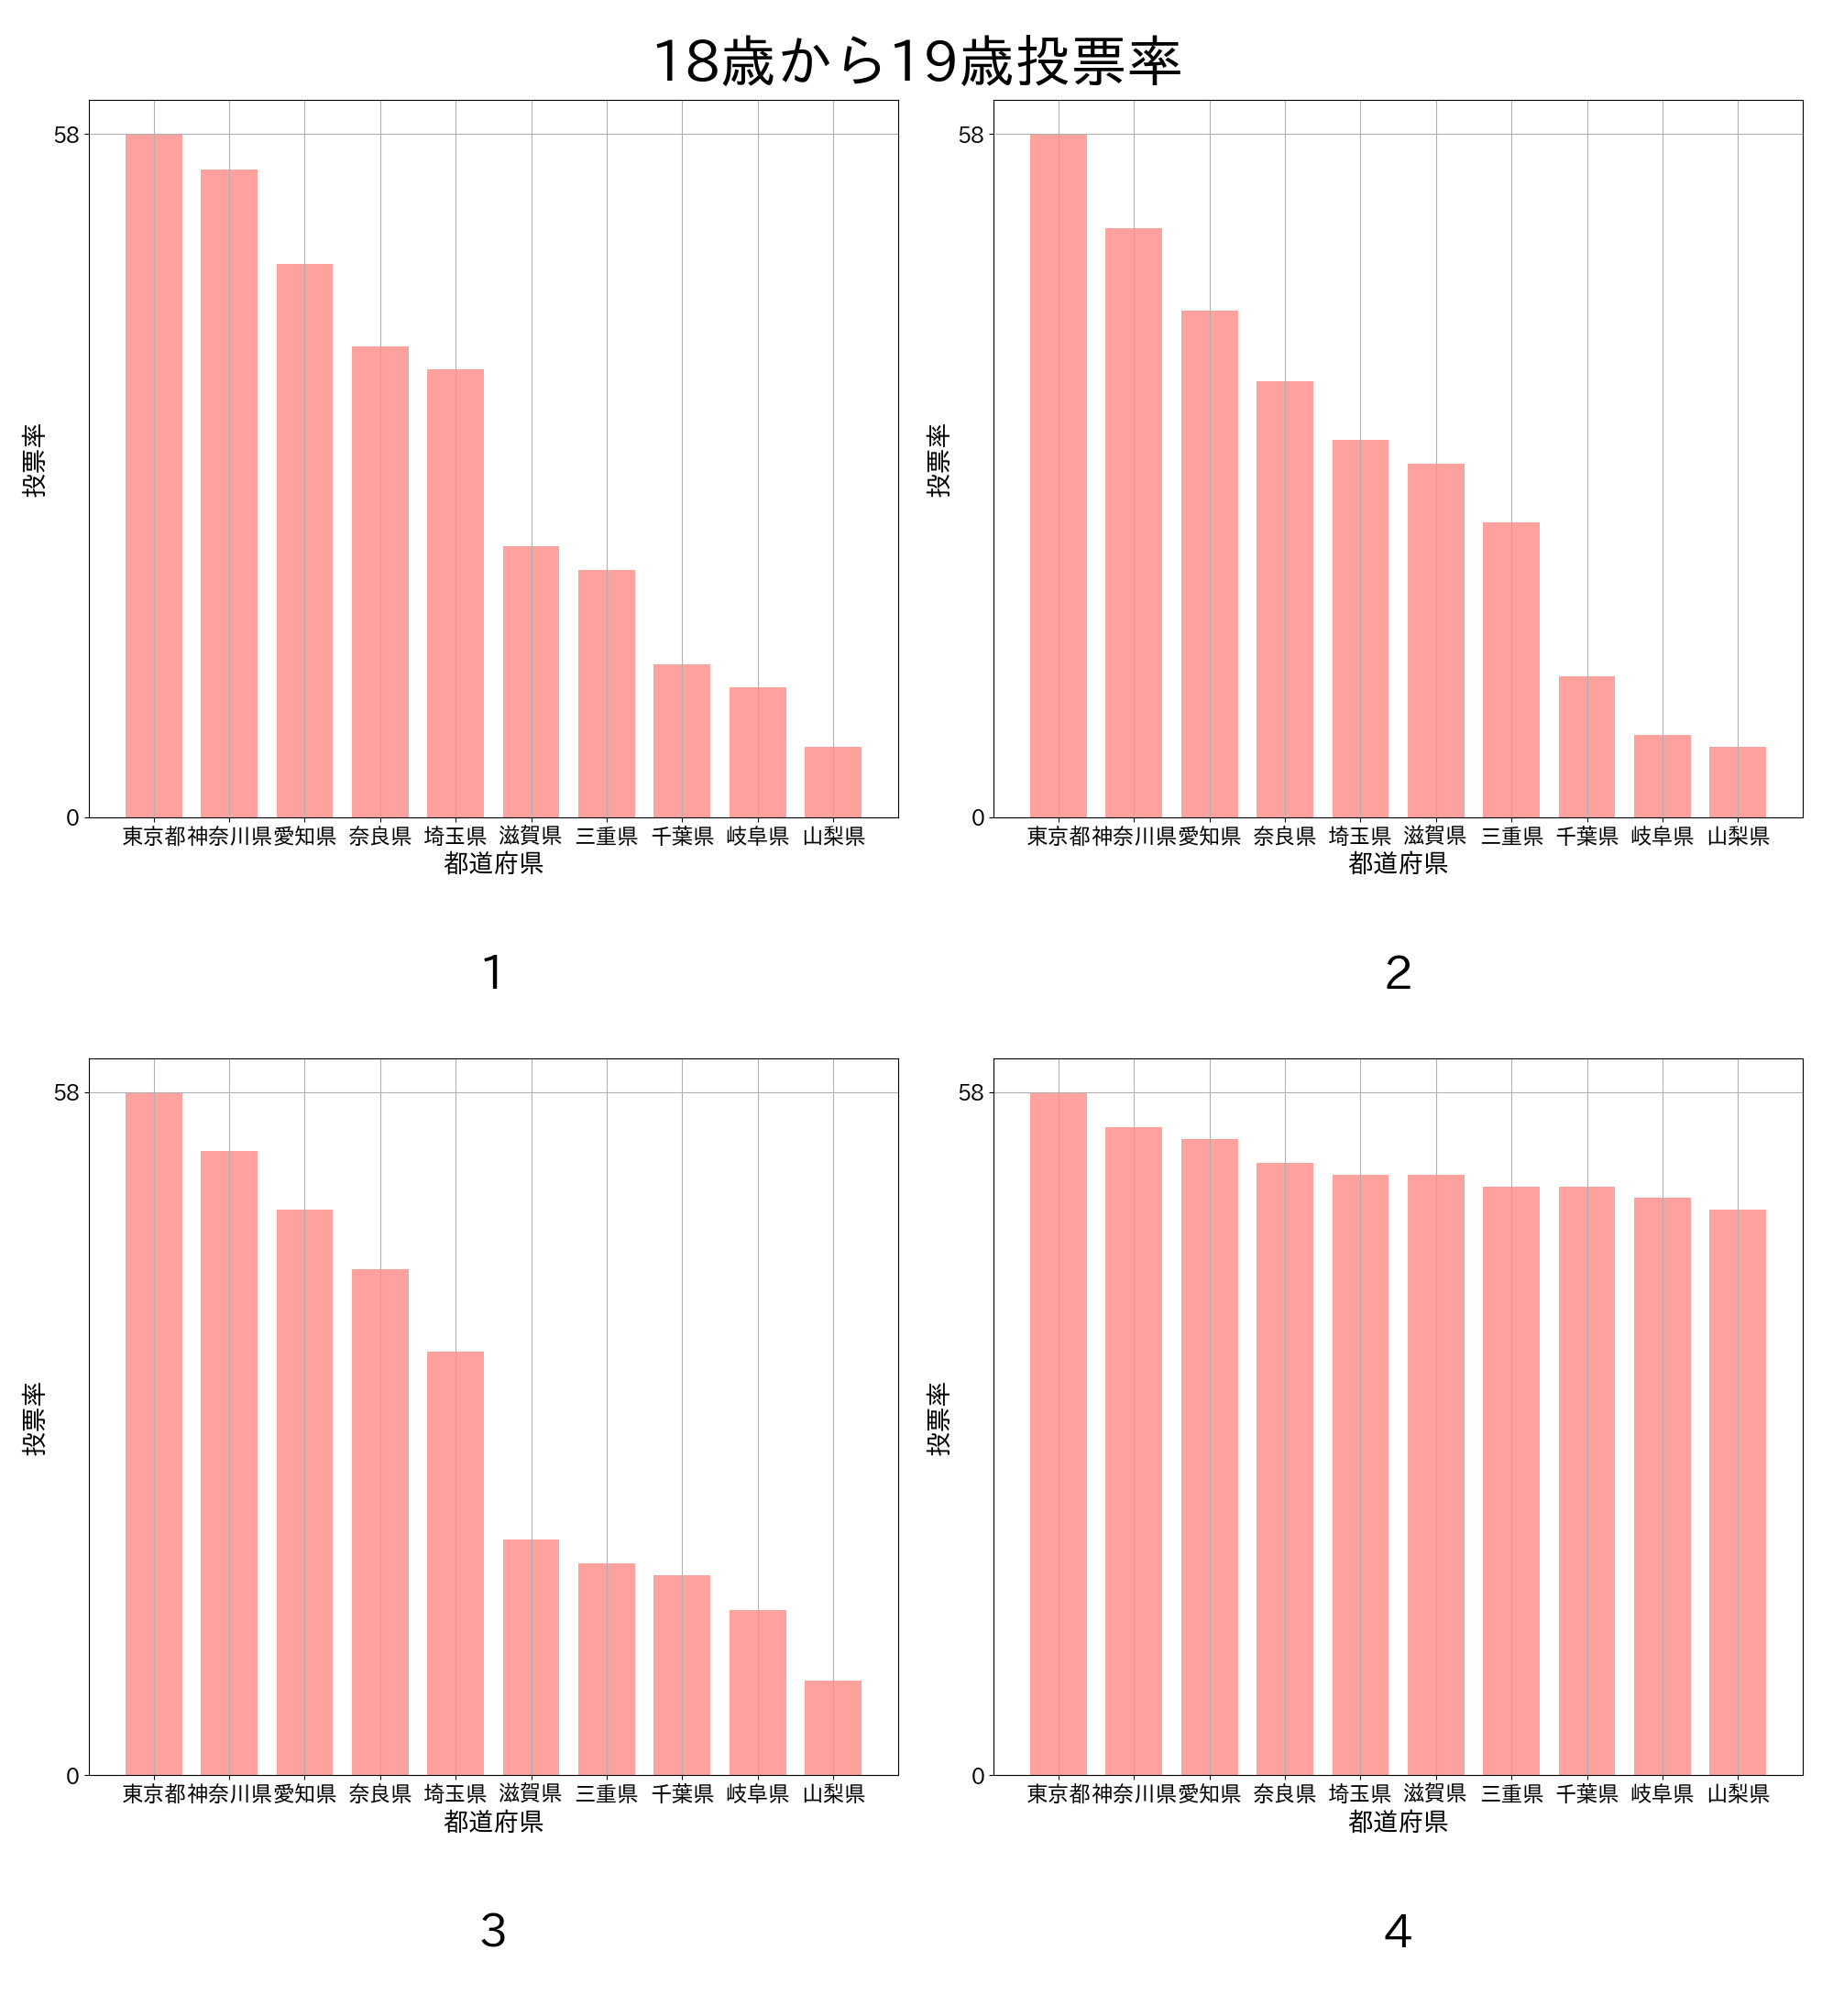 18歳から19歳投票率
58
0
投票率
東京都 神奈川県 愛知県 奈良県 埼玉県 滋賀県 三重県 千葉県 岐阜県 山梨県
都道府県
1
58
0
投票率
東京都 神奈川県 愛知県 奈良県 埼玉県 滋賀県 三重県 千葉県 岐阜県 山梨県
都道府県
2
58
0
投票率
東京都 神奈川県 愛知県 奈良県 埼玉県 滋賀県 三重県 千葉県 岐阜県 山梨県
都道府県
3
58
0
投票率
東京都 神奈川県 愛知県 奈良県 埼玉県 滋賀県 三重県 千葉県 岐阜県 山梨県
都道府県
4